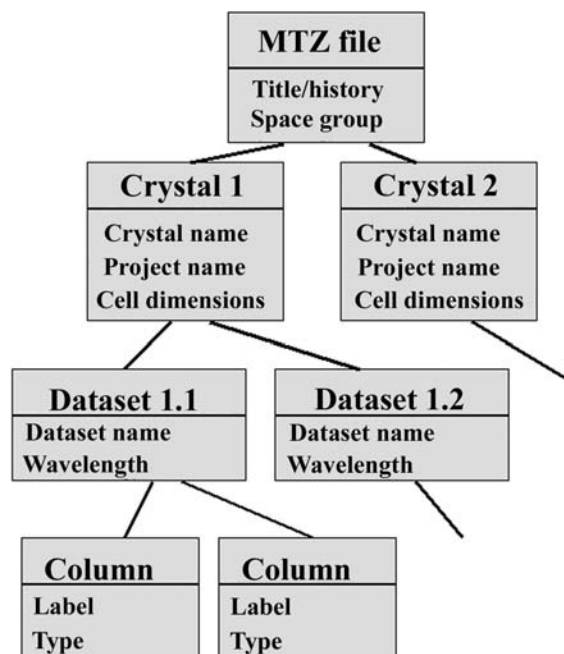 MTZ file
Title/history
Space group
Crystal 1
Crystal name
Project name
Cell dimensions
Crystal 2
Crystal name
Project name
Cell dimensions
Dataset 1.1
Dataset name
Wavelength
Dataset 1.2
Dataset name
Wavelength
Column
Label
Type
Column
Label
Type